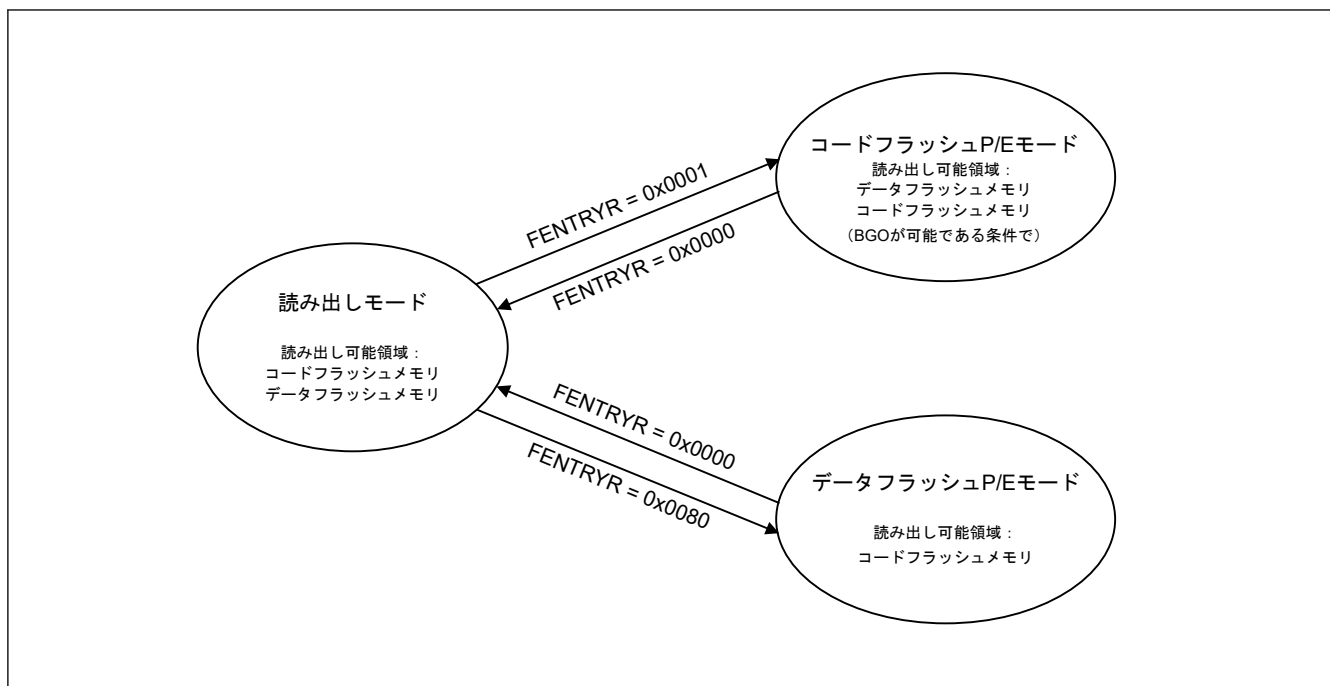 コードフラッシュP/Eモード
読み出し可能領域：
データフラッシュメモリ
コードフラッシュメモリ
（BGOが可能である条件で）
FENTRYR = 0x0001
FENTRYR = 0x0000
読み出しモード
読み出し可能領域：
コードフラッシュメモリ
データフラッシュメモリ
FENTRYR = 0x0000
FENTRYR = 0x0080
データフラッシュP/Eモード
読み出し可能領域：
コードフラッシュメモリ